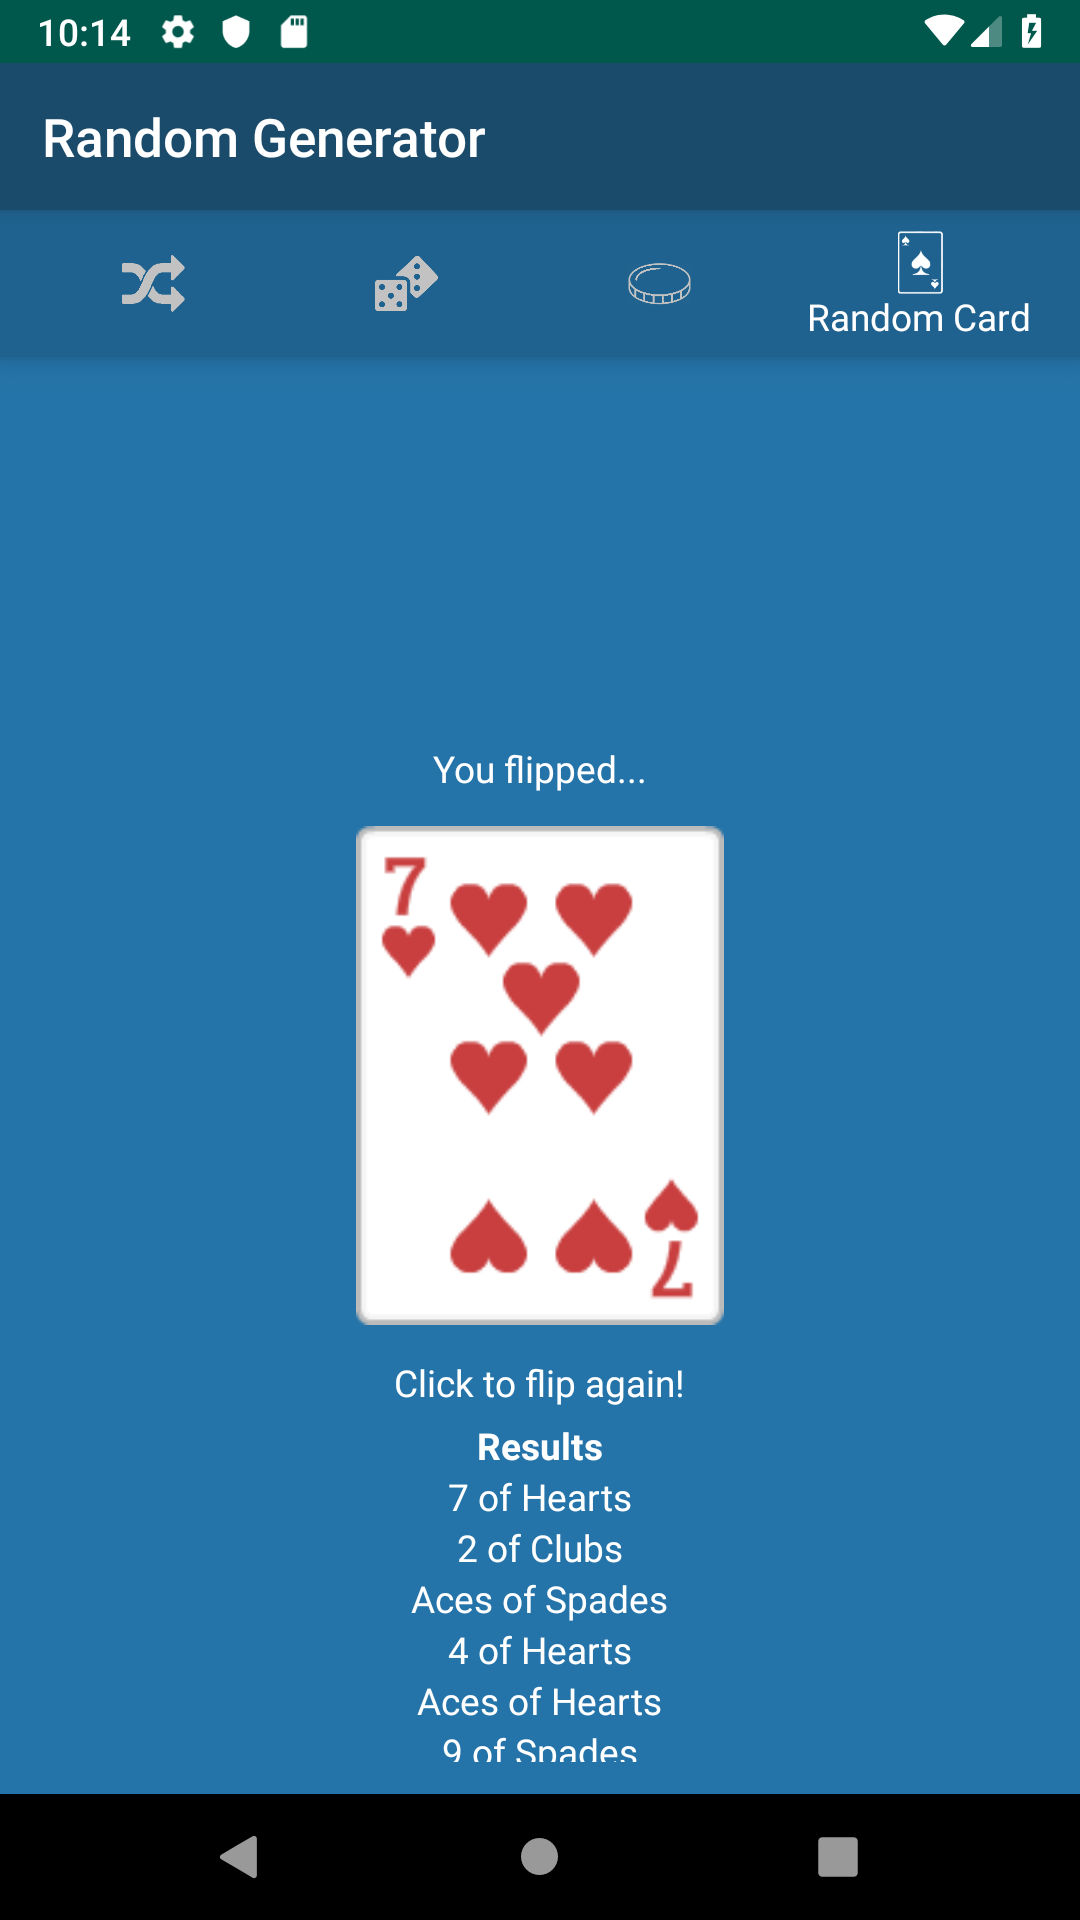 10:14
Random Generator
Random Card
You flipped...
7
7
Click to flip again!
Results
7 of Hearts
2 of Clubs
Aces of Spades
4 of Hearts
Aces of Hearts
9 of Spades